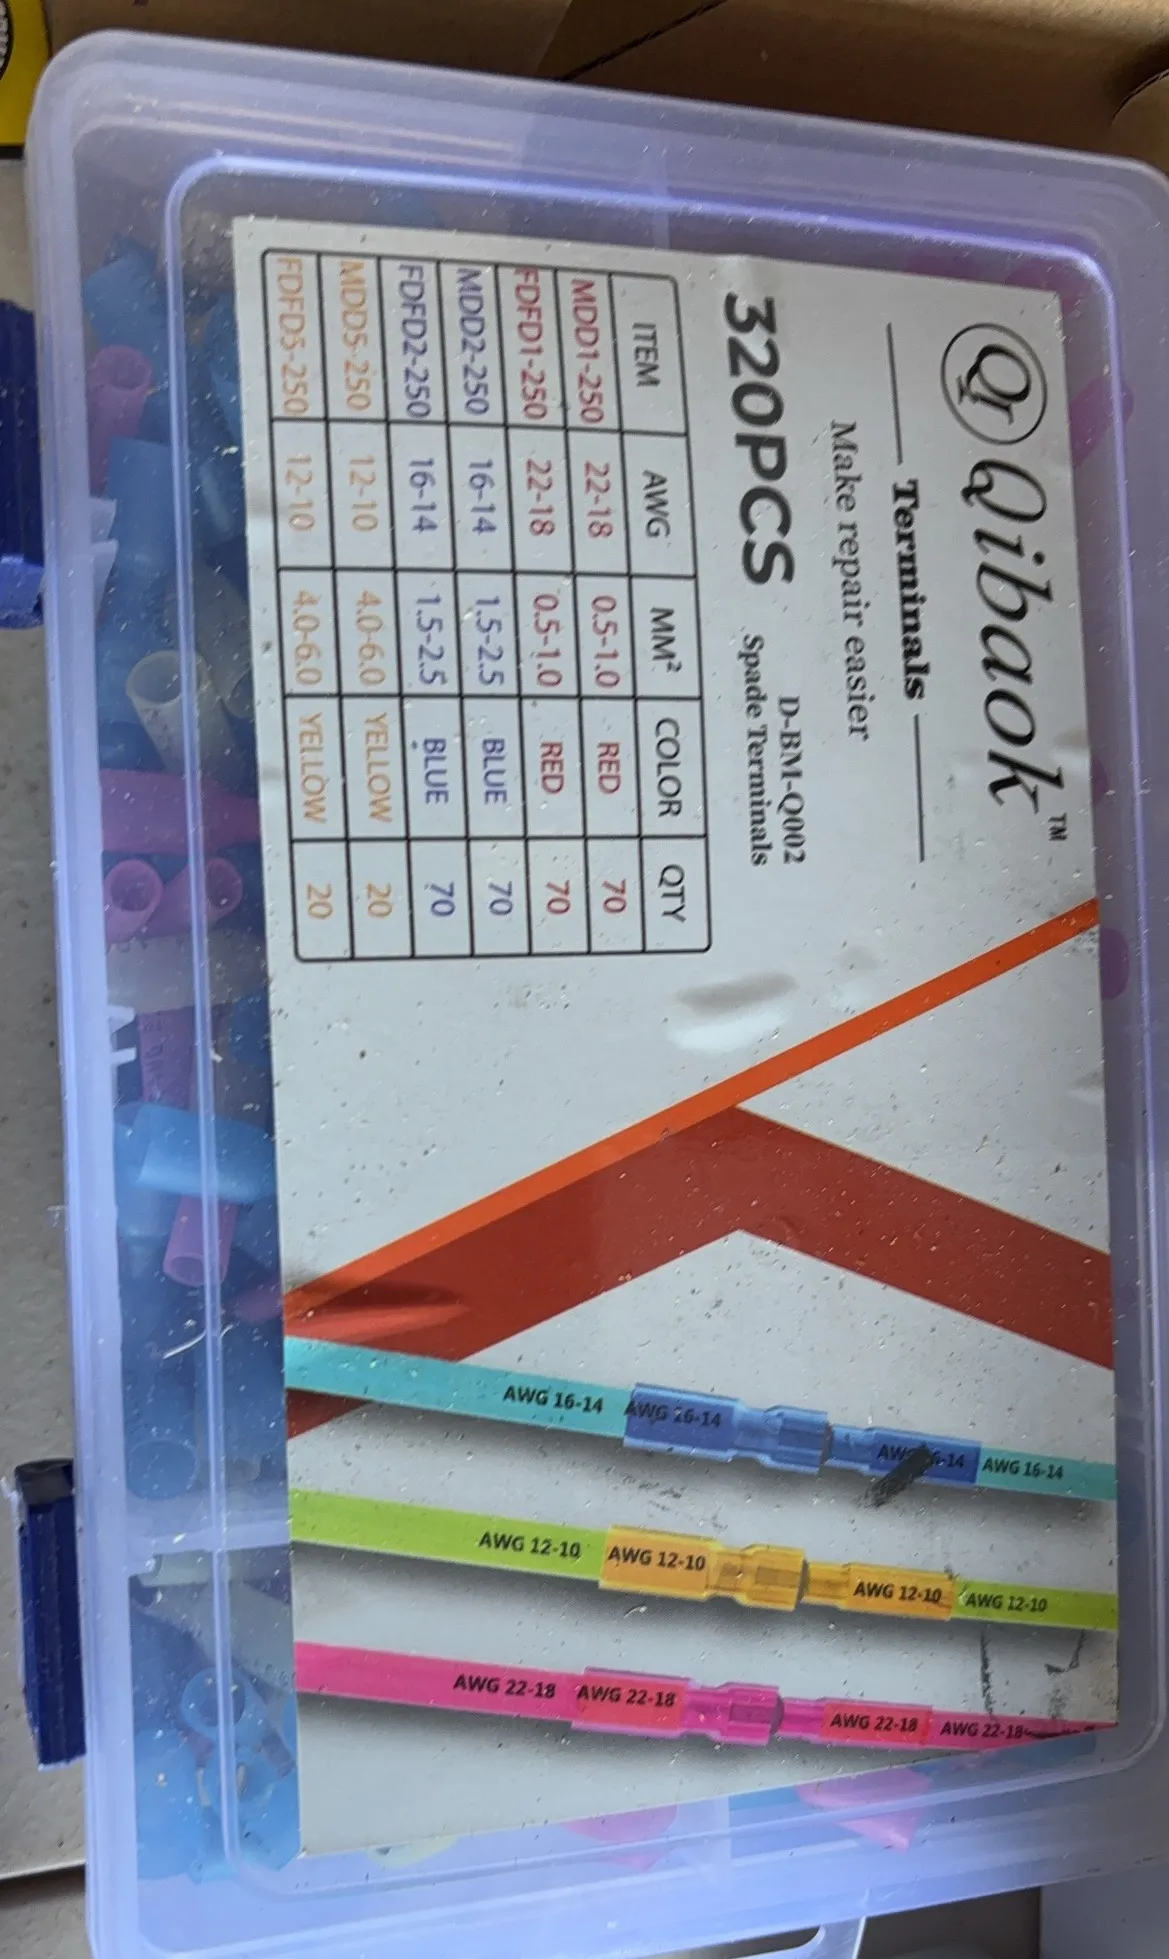 Qr Qibaok™
Terminals
Make repair easier
320PCS
D-BM-Q002
Spade Terminals
ITEM AWG MM² COLOR QTY
MDD1-250 22-18 0.5-1.0 RED 70
FDFD1-250 22-18 0.5-1.0 RED 70
MDD2-250 16-14 1.5-2.5 BLUE 70
FDFD2-250 16-14 1.5-2.5 BLUE 70
MDD5-250 12-10 4.0-6.0 YELLOW 20
FDFD5-250 12-10 4.0-6.0 YELLOW 20
AWG 16-14 AWG 16-14 AWG 16-14 AWG 16-14
AWG 12-10 AWG 12-10 AWG 12-10 AWG 12-10
AWG 22-18 AWG 22-18 AWG 22-18 AWG 22-18